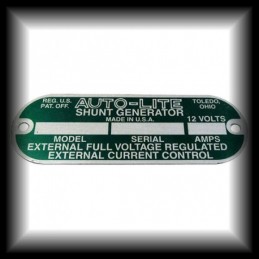 REG. U.S. AUTO-LITE TOLEDO,
PAT. OFF. SHUNT GENERATOR OHIO
MADE IN U.S.A. 12 VOLTS
MODEL SERIAL AMPS
EXTERNAL FULL VOLTAGE REGULATED
EXTERNAL CURRENT CONTROL